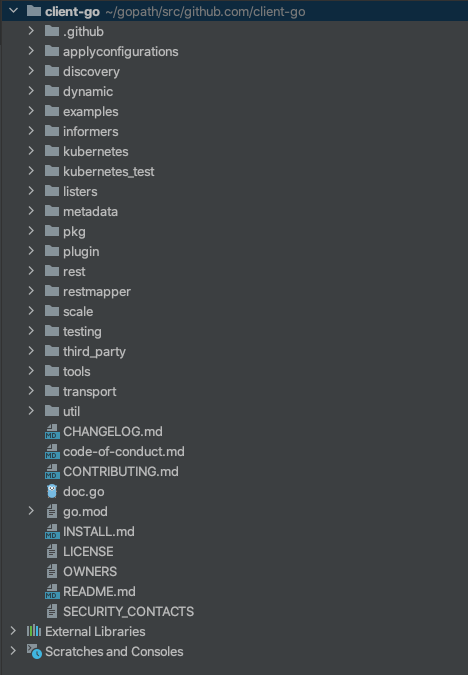 client-go ~/gopath/src/github.com/client-go
.github
applyconfigurations
discovery
dynamic
examples
informers
kubernetes
kubernetes_test
listers
metadata
pkg
plugin
rest
restmapper
scale
testing
third_party
tools
transport
util
CHANGELOG.md
code-of-conduct.md
CONTRIBUTING.md
doc.go
go.mod
INSTALL.md
LICENSE
OWNERS
README.md
SECURITY_CONTACTS
External Libraries
Scratches and Consoles